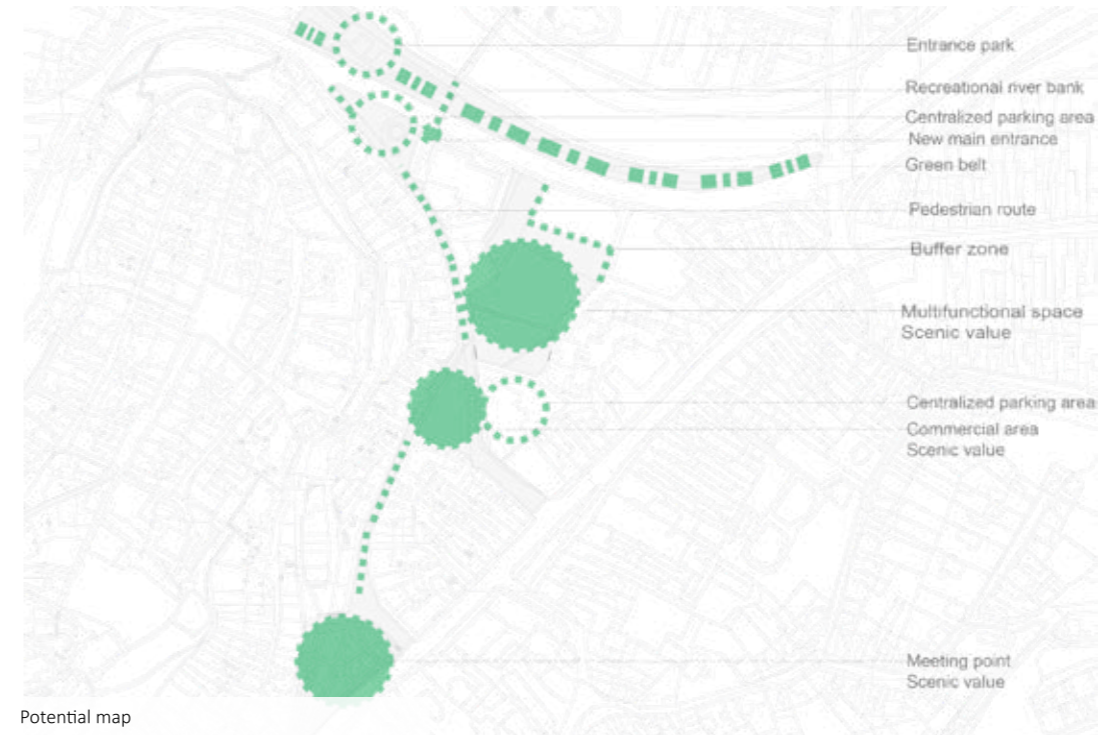 Entrance park
Recreational river bank
Centralized parking area
New main entrance
Green belt
Pedestrian route
Buffer zone
Multifunctional space
Scenic value
Centralized parking area
Commercial area
Scenic value
Meeting point
Scenic value
Potential map